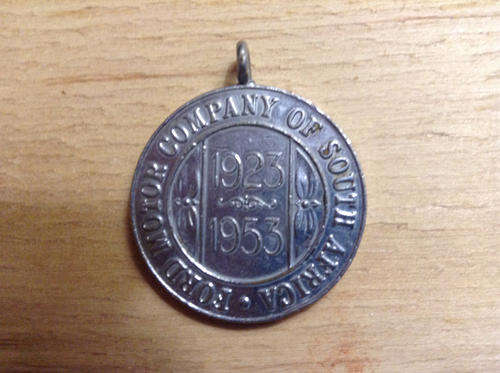 FORD MOTOR COMPANY OF SOUTH AFRICA
1923
1953